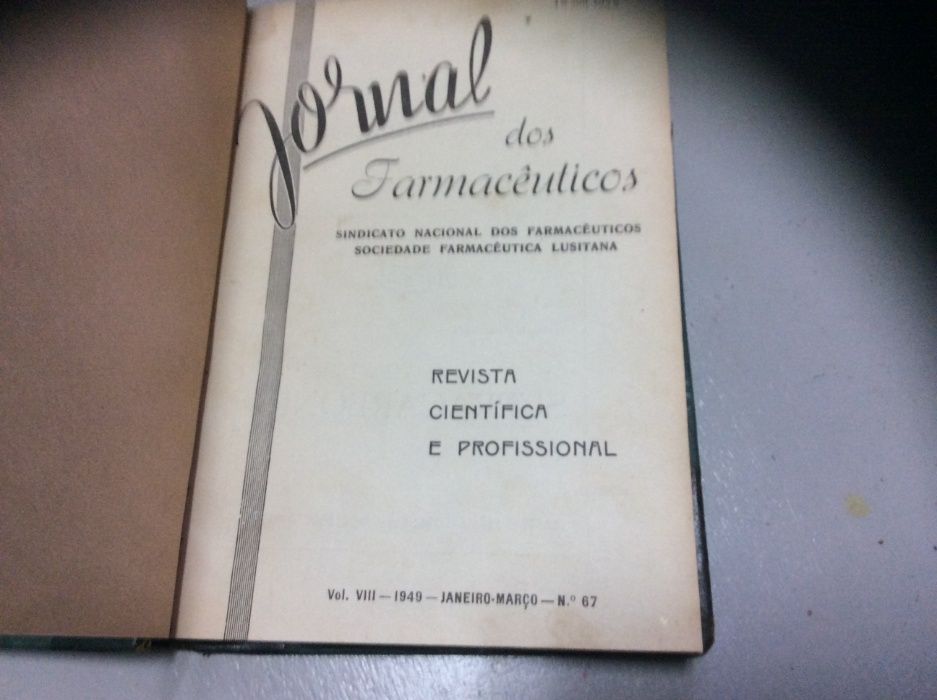 Jornal
dos
Farmacêuticos
SINDICATO NACIONAL DOS FARMACÊUTICOS
SOCIEDADE FARMACÊUTICA LUSITANA
REVISTA
CIENTÍFICA
E PROFISSIONAL
Vol. VIII — 1949 — JANEIRO-MARÇO — N.º 67